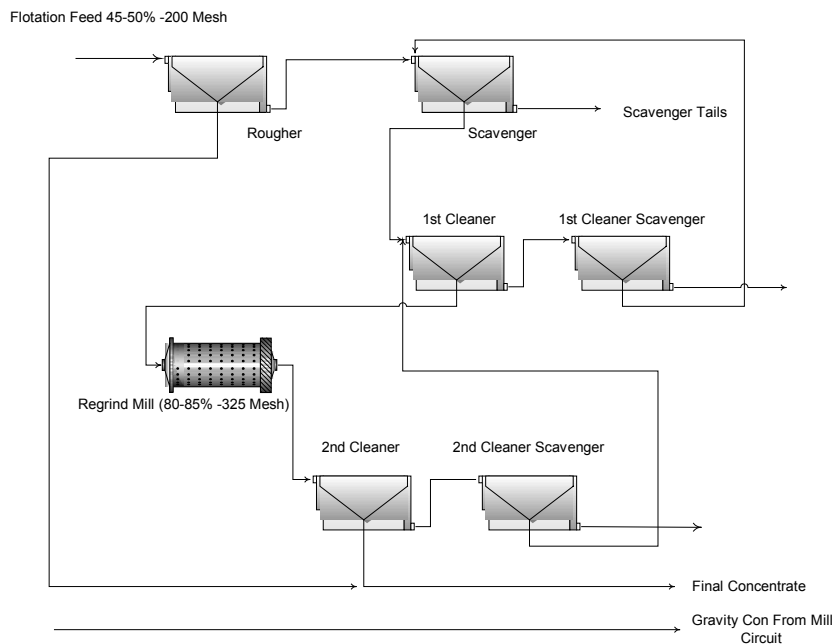 Flotation Feed 45-50% -200 Mesh
Rougher
Scavenger
Scavenger Tails
1st Cleaner
1st Cleaner Scavenger
Regrind Mill (80-85% -325 Mesh)
2nd Cleaner
2nd Cleaner Scavenger
Final Concentrate
Gravity Con From Mill
Circuit